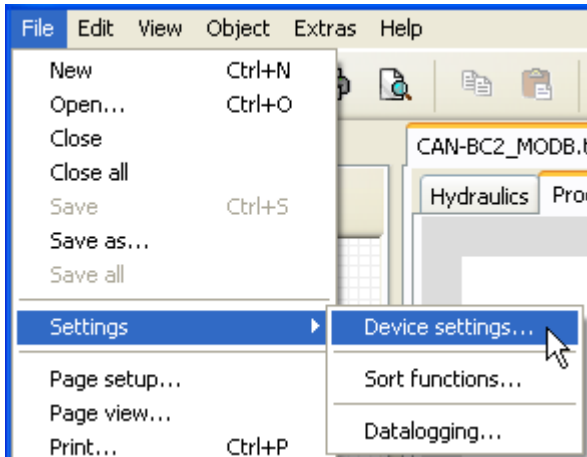 File Edit View Object Extras Help
New Ctrl+N
Open... Ctrl+O
Close
Close all
Save Ctrl+S
Save as...
Save all
Settings
Page setup...
Page view...
Print... Ctrl+P
Device settings...
Sort functions...
Datalogging...
CAN-BC2_MODB.t
Hydraulics Pro